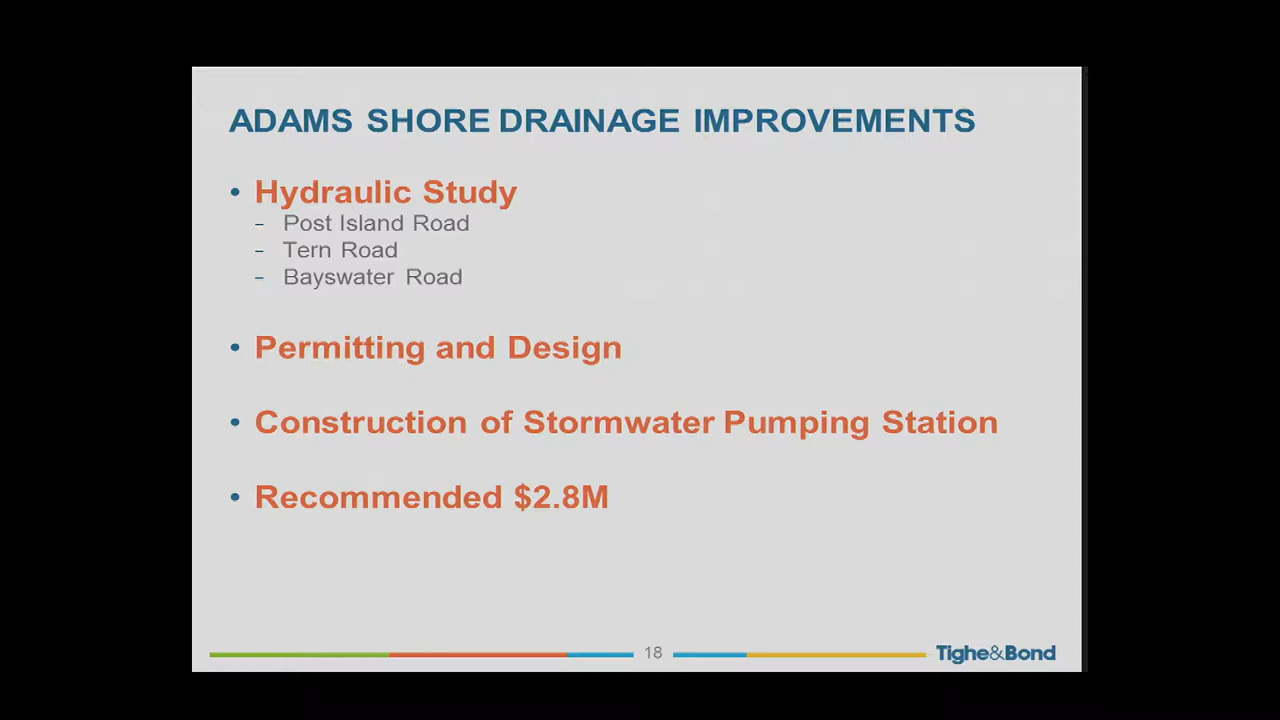 ADAMS SHORE DRAINAGE IMPROVEMENTS
• Hydraulic Study
– Post Island Road
– Tern Road
– Bayswater Road
• Permitting and Design
• Construction of Stormwater Pumping Station
• Recommended $2.8M
18
Tighe&Bond